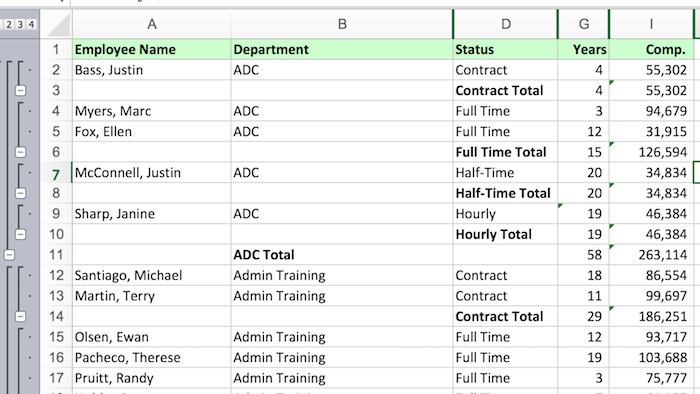 2 3 4 A B D G I
1 Employee Name Department Status Years Comp.
2 Bass, Justin ADC Contract 4 55,302
3 Contract Total 4 55,302
4 Myers, Marc ADC Full Time 3 94,679
5 Fox, Ellen ADC Full Time 12 31,915
6 Full Time Total 15 126,594
7 McConnell, Justin ADC Half-Time 20 34,834
8 Half-Time Total 20 34,834
9 Sharp, Janine ADC Hourly 19 46,384
10 Hourly Total 19 46,384
11 ADC Total 58 263,114
12 Santiago, Michael Admin Training Contract 18 86,554
13 Martin, Terry Admin Training Contract 11 99,697
14 Contract Total 29 186,251
15 Olsen, Ewan Admin Training Full Time 12 93,717
16 Pacheco, Therese Admin Training Full Time 19 103,688
17 Pruitt, Randy Admin Training Full Time 3 75,777